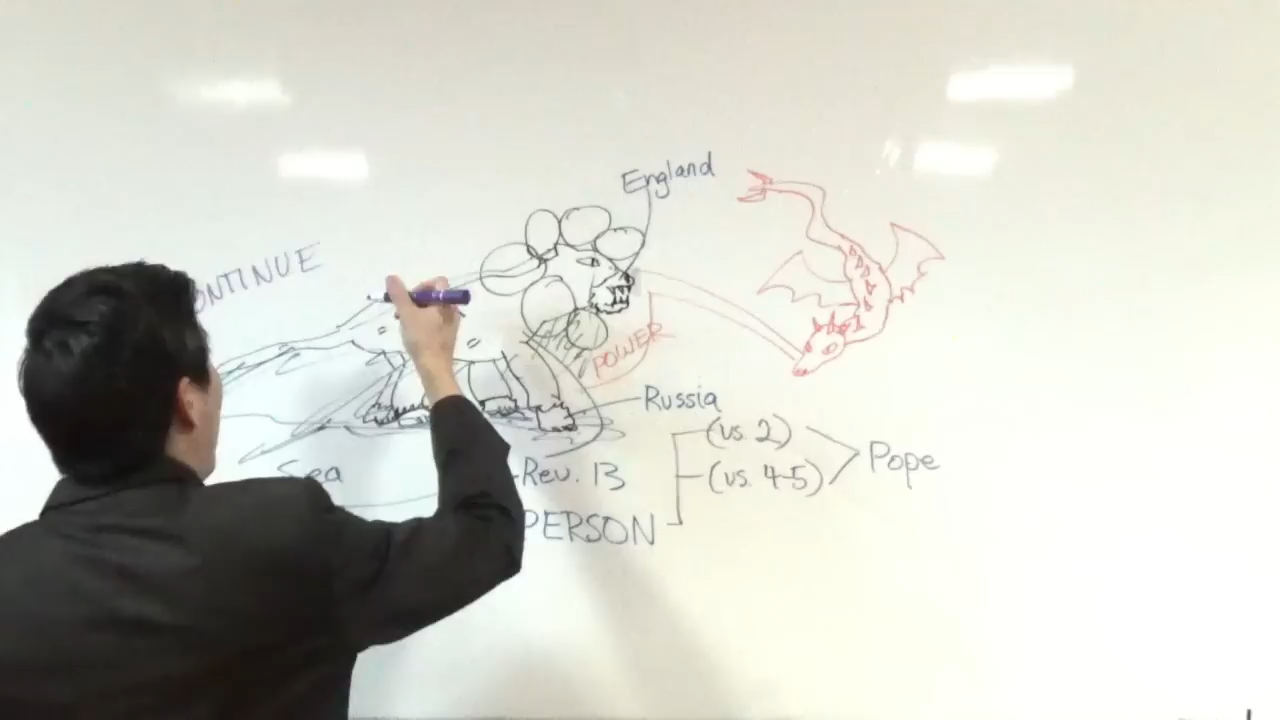 England
ONTINUE
POWER
Russia
(vs. 2)
Sea
Rev. 13
(vs. 4-5)
Pope
PERSON